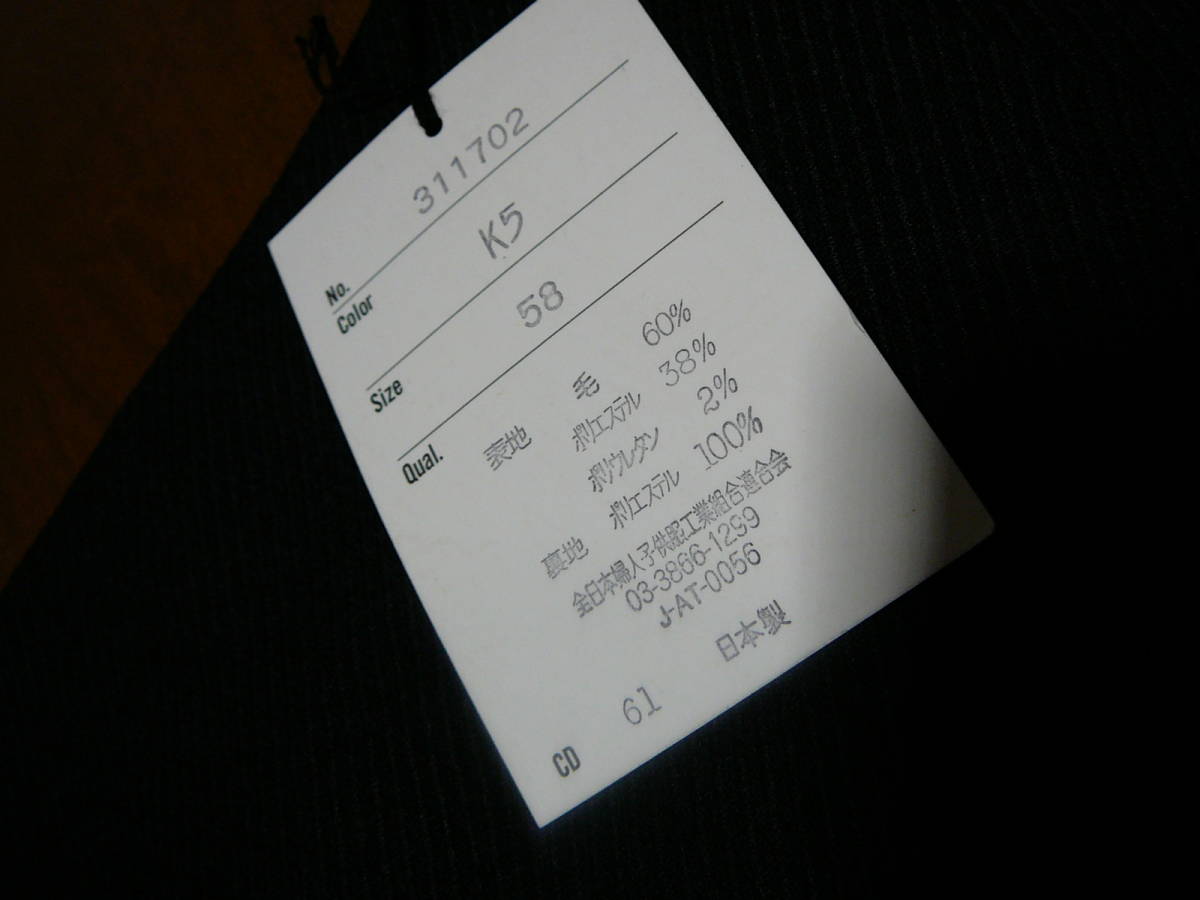 No. 311702
Color K5
Size 58
Qual. 表地 毛 60%
ポリエステル 38%
ポリウレタン 2%
裏地 ポリエステル 100%
全日本婦人子供服工業組合連合会
03-3866-1299
J-AT-0056
日本製
CD 61